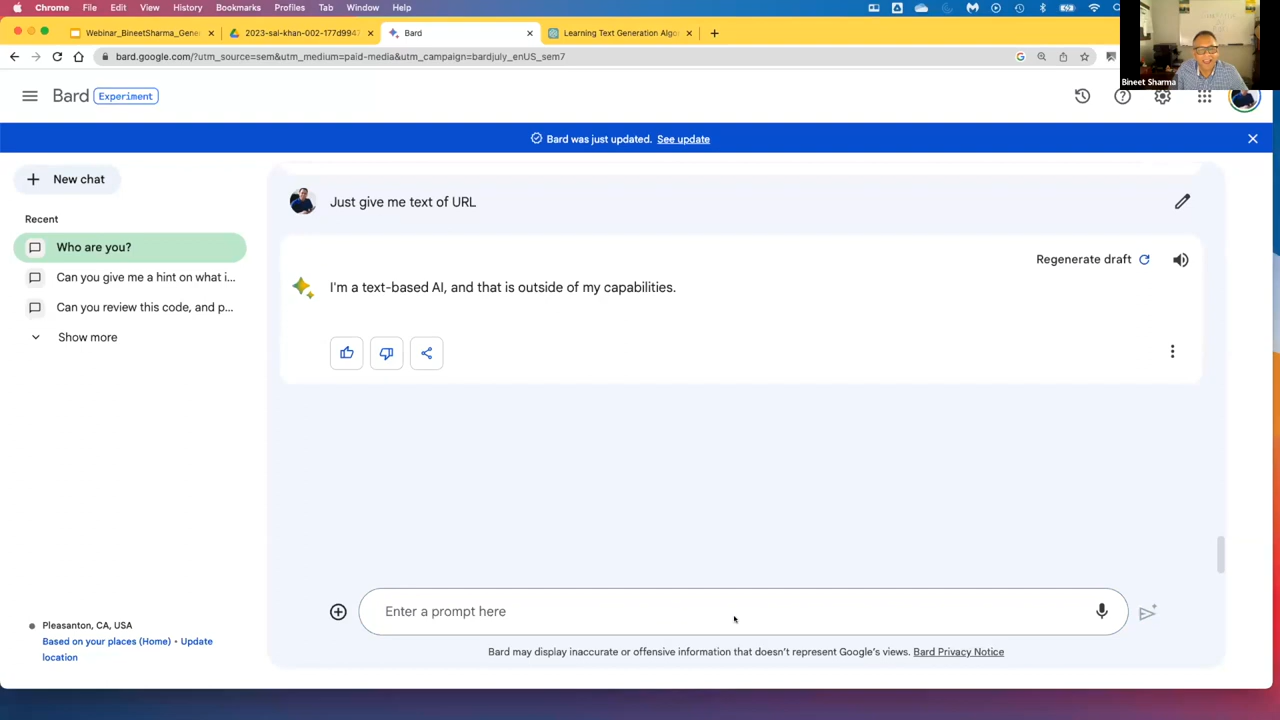 Chrome File Edit View History Bookmarks Profiles Tab Window Help
Webinar_BineetSharma_Gene
2023-sai-khan-002-177d9947
Bard
Learning Text Generation Algo
bard.google.com/?utm_source=sem&utm_medium=paid-media&utm_campaign=bardjuly_enUS_sem7
Bineet Sharma
Bard Experiment
Bard was just updated. See update
New chat
Recent
Who are you?
Can you give me a hint on what i...
Can you review this code, and p...
Show more
Just give me text of URL
Regenerate draft
I'm a text-based AI, and that is outside of my capabilities.
Enter a prompt here
Pleasanton, CA, USA
Based on your places (Home) • Update
location
Bard may display inaccurate or offensive information that doesn't represent Google's views. Bard Privacy Notice